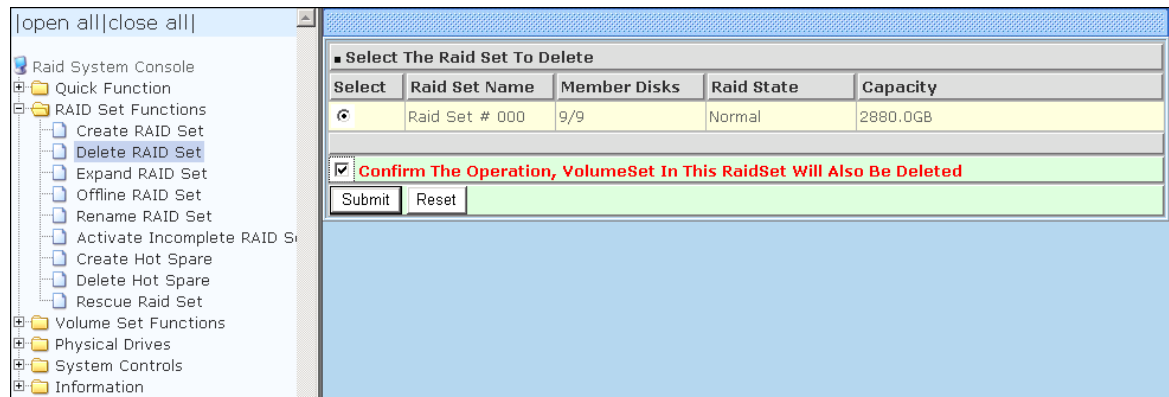 |open all|close all|
Raid System Console
Quick Function
RAID Set Functions
Create RAID Set
Delete RAID Set
Expand RAID Set
Offline RAID Set
Rename RAID Set
Activate Incomplete RAID
Create Hot Spare
Delete Hot Spare
Rescue Raid Set
Volume Set Functions
Physical Drives
System Controls
Information
Select The Raid Set To Delete
Select Raid Set Name Member Disks Raid State Capacity
Raid Set # 000 9/9 Normal 2880.0GB
Confirm The Operation, VolumeSet In This RaidSet Will Also Be Deleted
Submit Reset